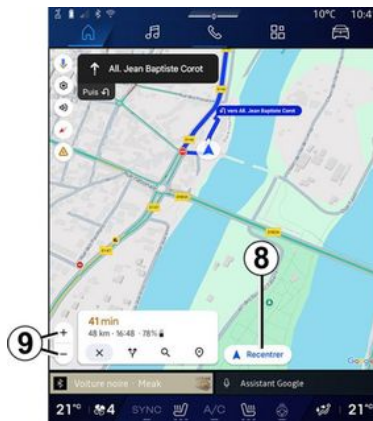 10°C 10:4
All. Jean Baptiste Corot
Puis
vers All. Jean Baptiste Corot
8
41 min
48 km · 16:48 · 78%
Recentrer
Google
9
+
−
Voiture noire · Meak
Assistant Google
21° 4 SYNC A/C 21°